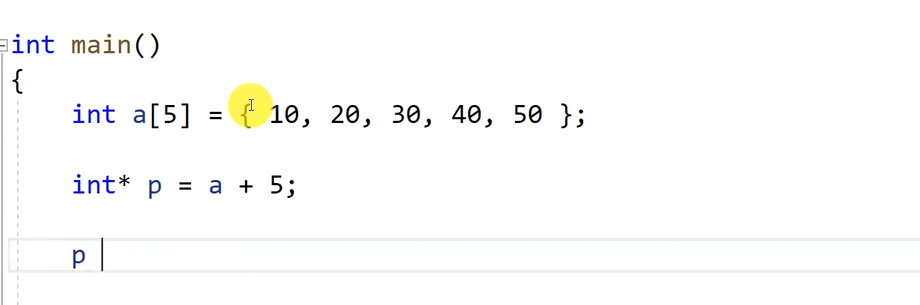 int main()
{
int a[5] = { 10, 20, 30, 40, 50 };
int* p = a + 5;
p